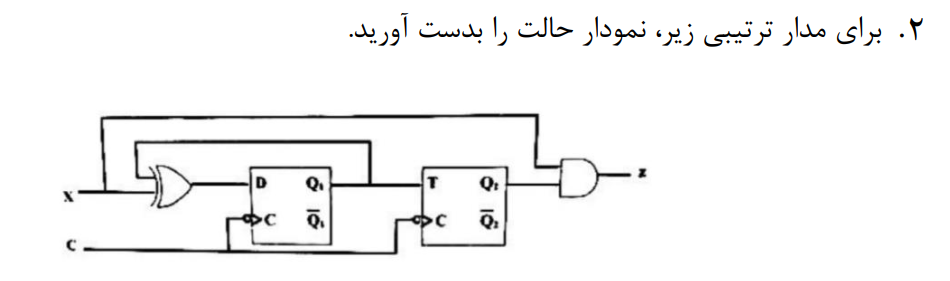 ۲. برای مدار ترتیبی زیر، نمودار حالت را بدست آورید.
X
C
D Q₁
C Q̅₁
T Q₂
C Q̅₂
z